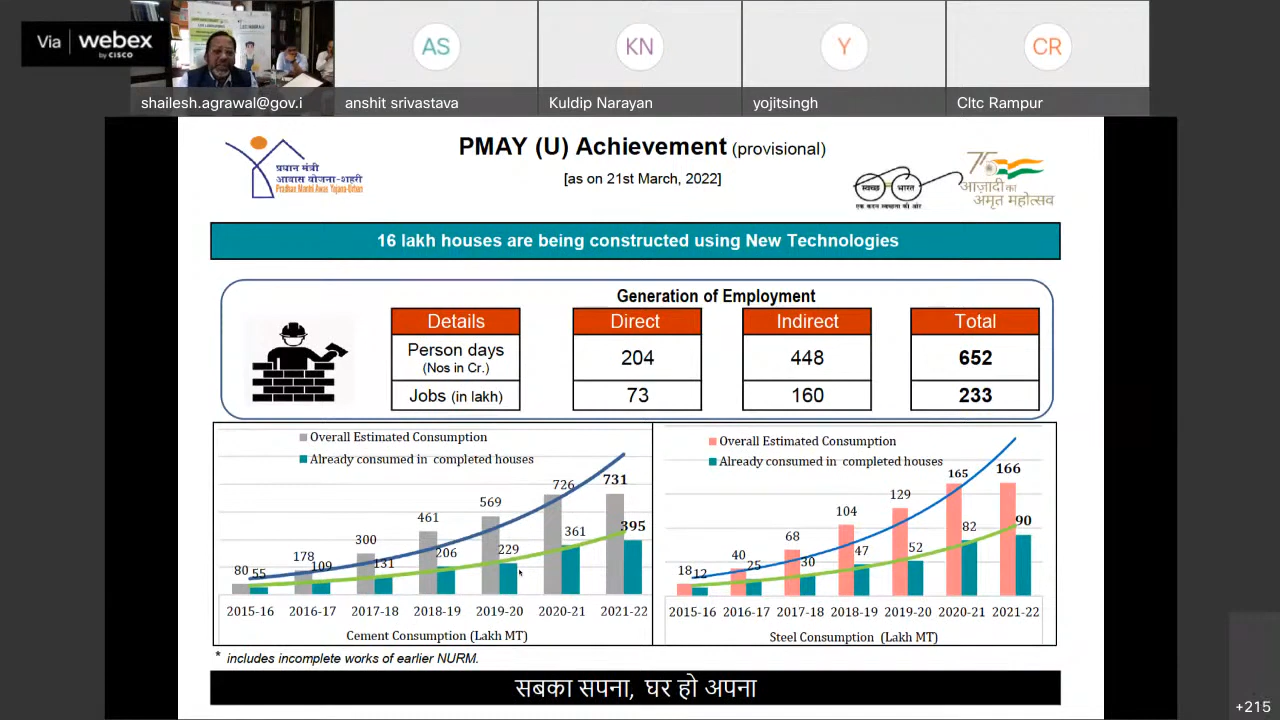 Via webex
by CISCO
AS
KN
Y
CR
shailesh.agrawal@gov.i
anshit srivastava
Kuldip Narayan
yojitsingh
Cltc Rampur
प्रधान मंत्री
आवास योजना-शहरी
Pradhan Mantri Awas Yojana-Urban
PMAY (U) Achievement (provisional)
[as on 21st March, 2022]
स्वच्छ भारत
एक कदम स्वच्छता की ओर
75
आज़ादी का
अमृत महोत्सव
16 lakh houses are being constructed using New Technologies
Generation of Employment
Details Direct Indirect Total
Person days (Nos in Cr.) 204 448 652
Jobs (in lakh) 73 160 233
Overall Estimated Consumption
Already consumed in completed houses
80 55 178 109 300 131 461 206 569 229 726 361 731 395
2015-16 2016-17 2017-18 2018-19 2019-20 2020-21 2021-22
Cement Consumption (Lakh MT)
Overall Estimated Consumption
Already consumed in completed houses
18 12 40 25 68 30 104 47 129 52 165 82 166 90
2015-16 2016-17 2017-18 2018-19 2019-20 2020-21 2021-22
Steel Consumption (Lakh MT)
* includes incomplete works of earlier NURM.
सबका सपना, घर हो अपना
+215